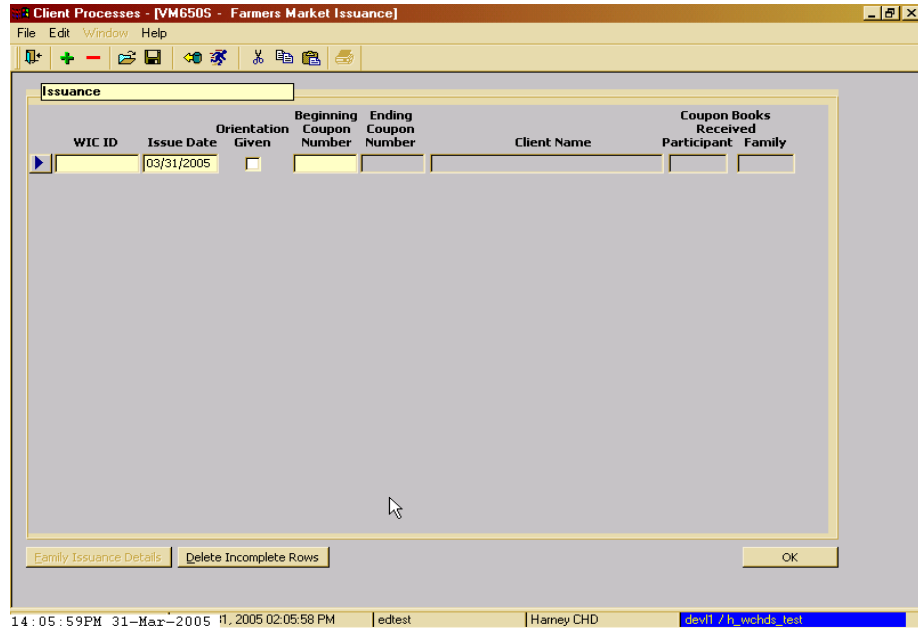 Client Processes - [VM650S - Farmers Market Issuance]
File Edit Window Help
Issuance
WIC ID
Issue Date
Orientation Given
Beginning Coupon Number
Ending Coupon Number
Client Name
Coupon Books Received
Participant Family
03/31/2005
Family Issuance Details Delete Incomplete Rows OK
14:05:59PM 31-Mar-2005 1, 2005 02:05:58 PM edtest Harney CHD devl1 / h_wchds_test